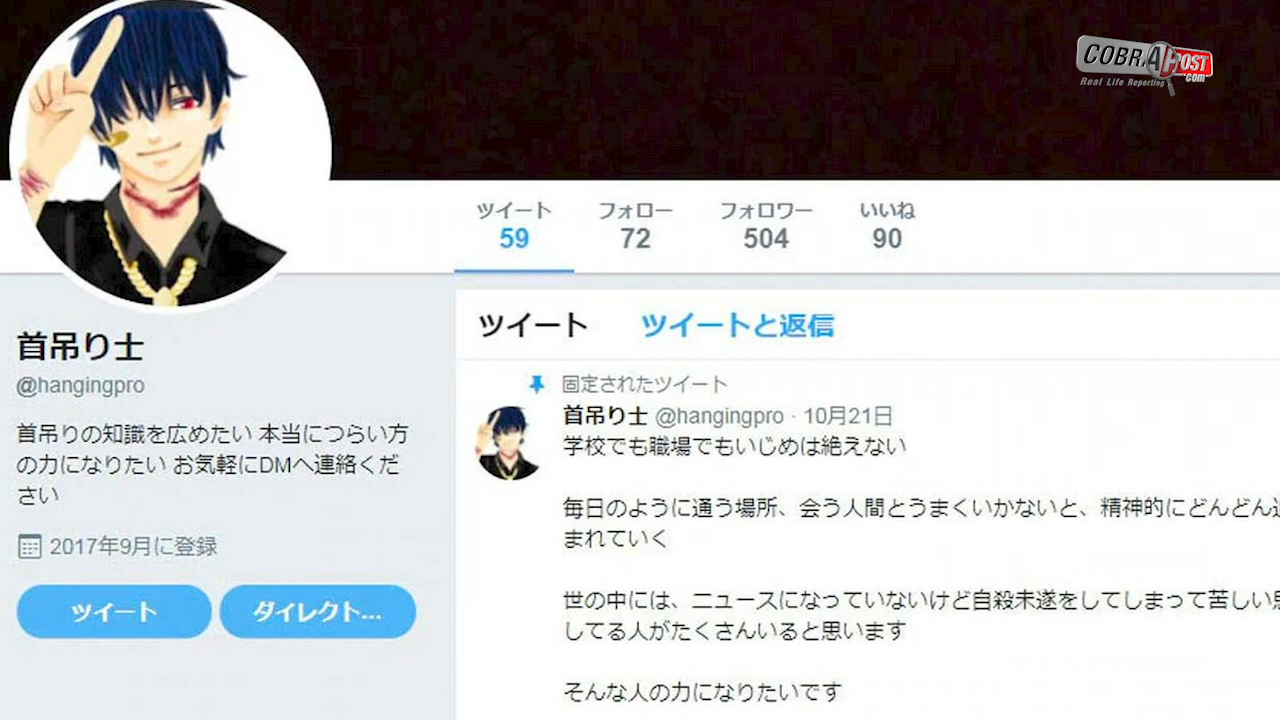 COBRAPOST
.com
Real Life Reporting
ツイート フォロー フォロワー いいね
59 72 504 90
首吊り士
@hangingpro
首吊りの知識を広めたい 本当につらい方
の力になりたい お気軽にDMへ連絡くだ
さい
2017年9月に登録
ツイート ダイレクト...
ツイート ツイートと返信
固定されたツイート
首吊り士 @hangingpro · 10月21日
学校でも職場でもいじめは絶えない
毎日のように通う場所、会う人間とうまくいかないと、精神的にどんどん
まれていく
世の中には、ニュースになっていないけど自殺未遂をしてしまって苦しい
してる人がたくさんいると思います
そんな人の力になりたいです